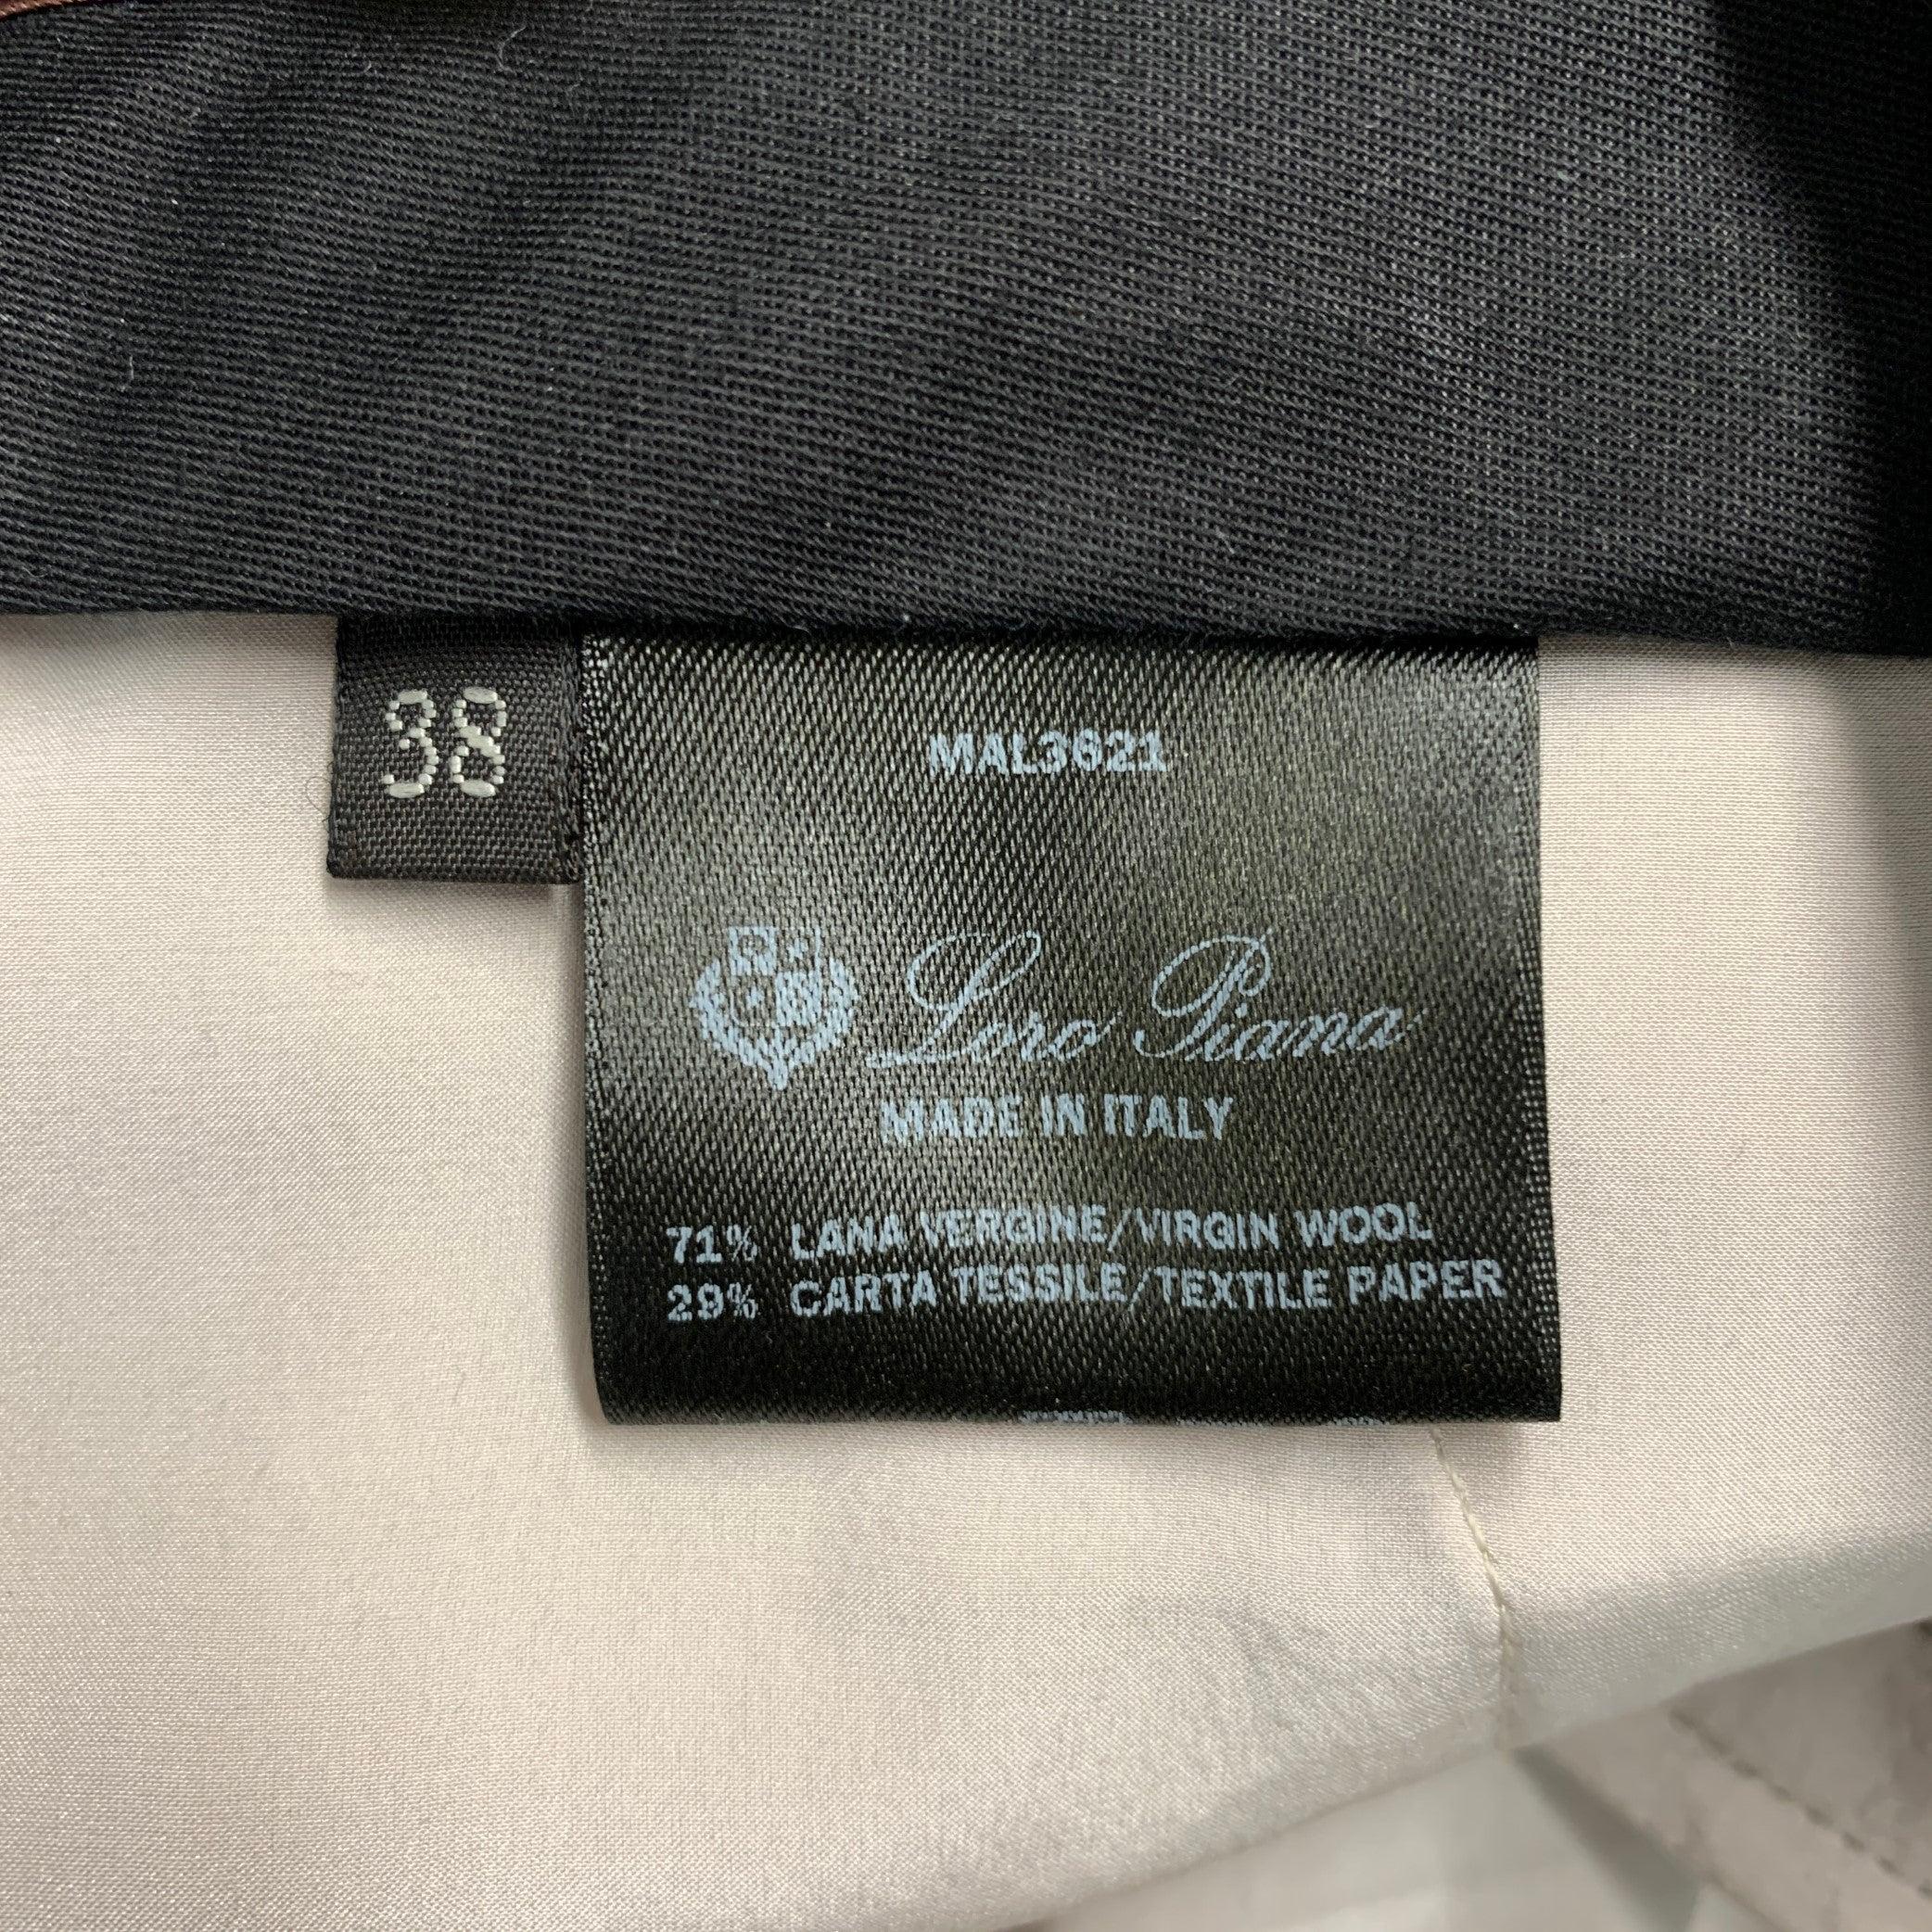 38
MAL3621
Loro Piana
MADE IN ITALY
71% LANA VERGINE/VIRGIN WOOL
29% CARTA TESSILE/TEXTILE PAPER